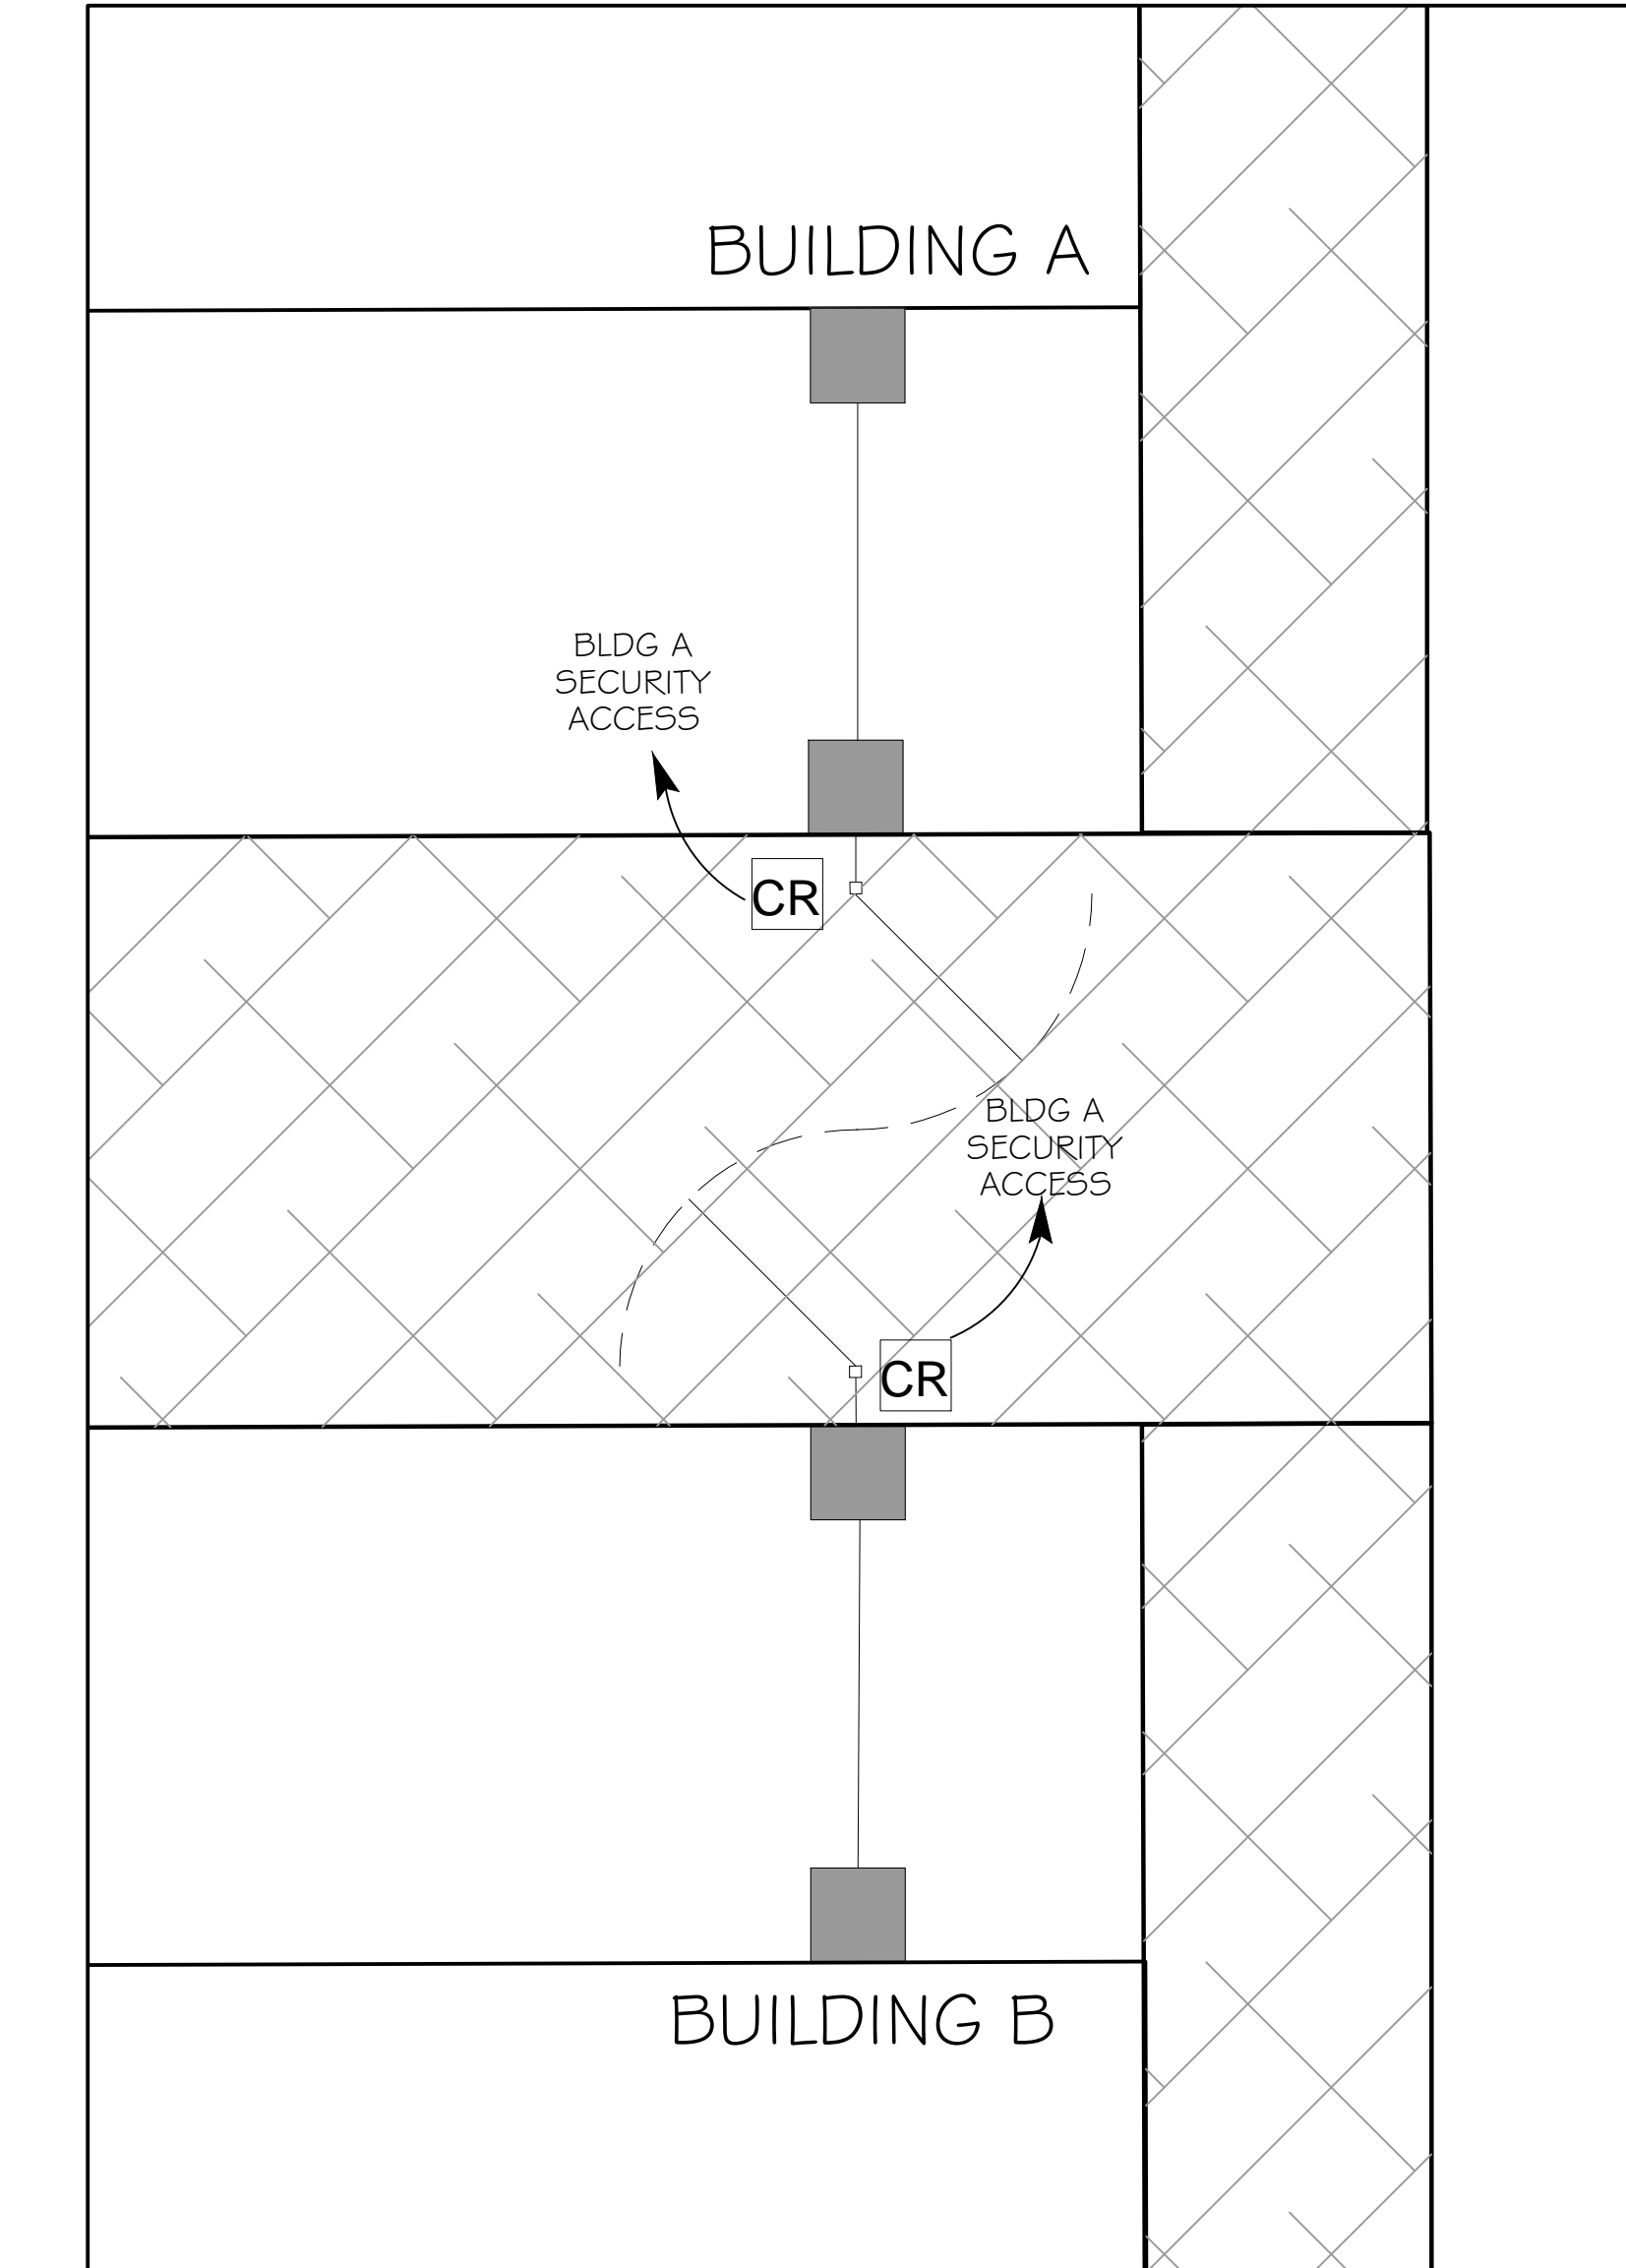 BUILDING A
BLDG A
SECURITY
ACCESS
CR
BLDG A
SECURITY
ACCESS
CR
BUILDING B